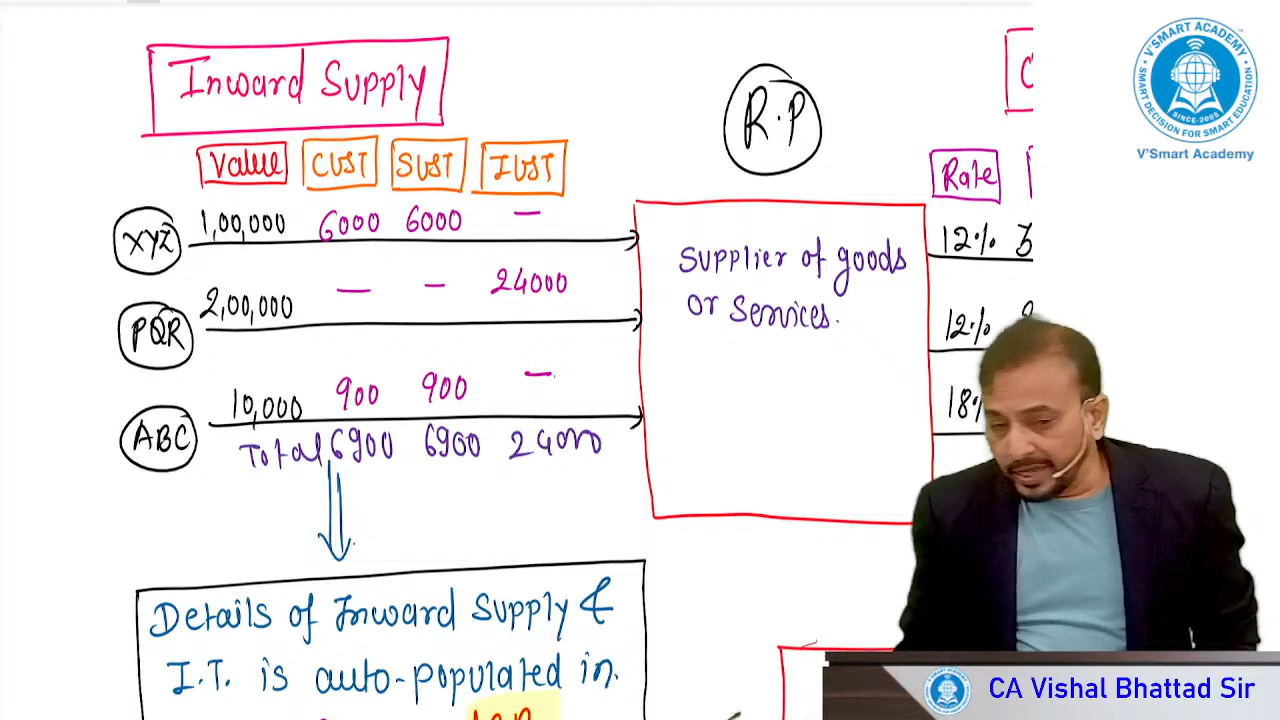 Inward Supply
R.P
Value CGST SGST IGST
Rate
XYZ 1,00,000 6000 6000 —
12%
PQR 2,00,000 — — 24000
12%
ABC 10,000 900 900 —
18%
Total 6900 6900 24000
Supplier of goods
or Services.
Details of Inward Supply &
I.T. is auto-populated in
V'SMART ACADEMY
SMART DECISION FOR SMART EDUCATION
SINCE-2005
V'Smart Academy
CA Vishal Bhattad Sir